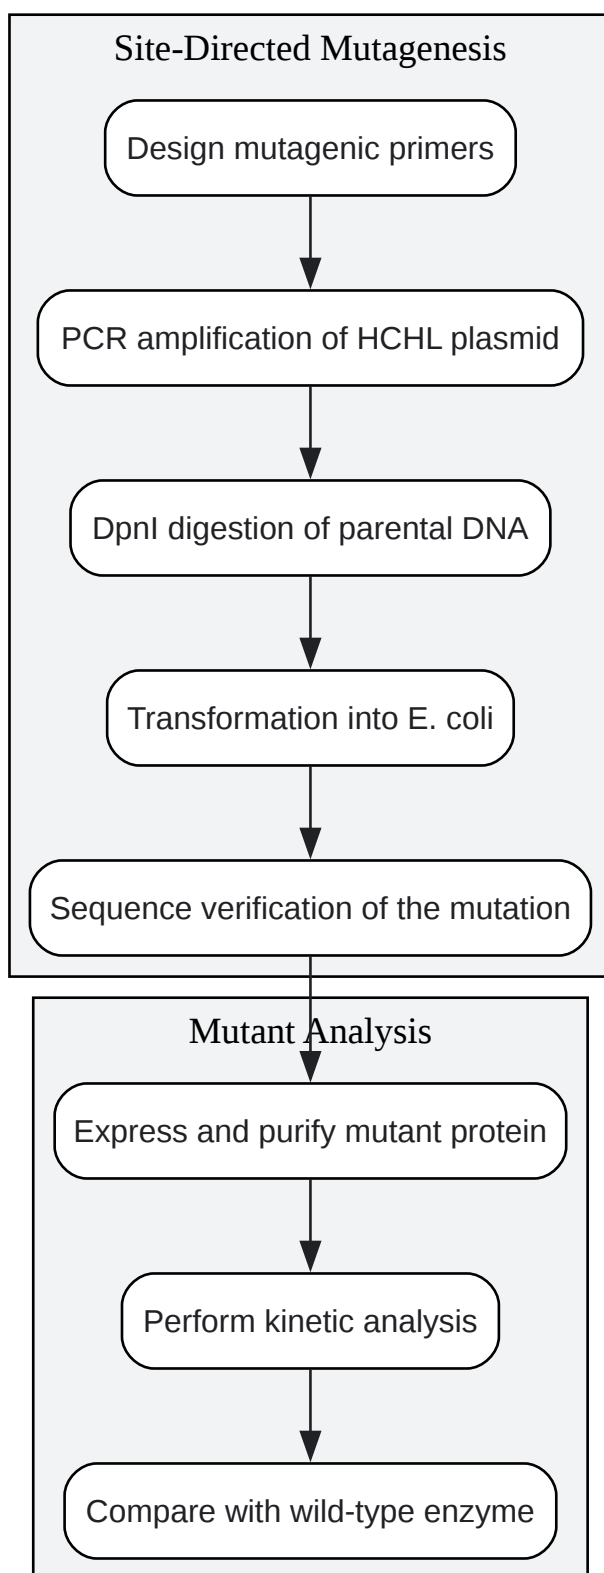 Site-Directed Mutagenesis
Design mutagenic primers
PCR amplification of HCHL plasmid
DpnI digestion of parental DNA
Transformation into E. coli
Sequence verification of the mutation
Mutant Analysis
Express and purify mutant protein
Perform kinetic analysis
Compare with wild-type enzyme